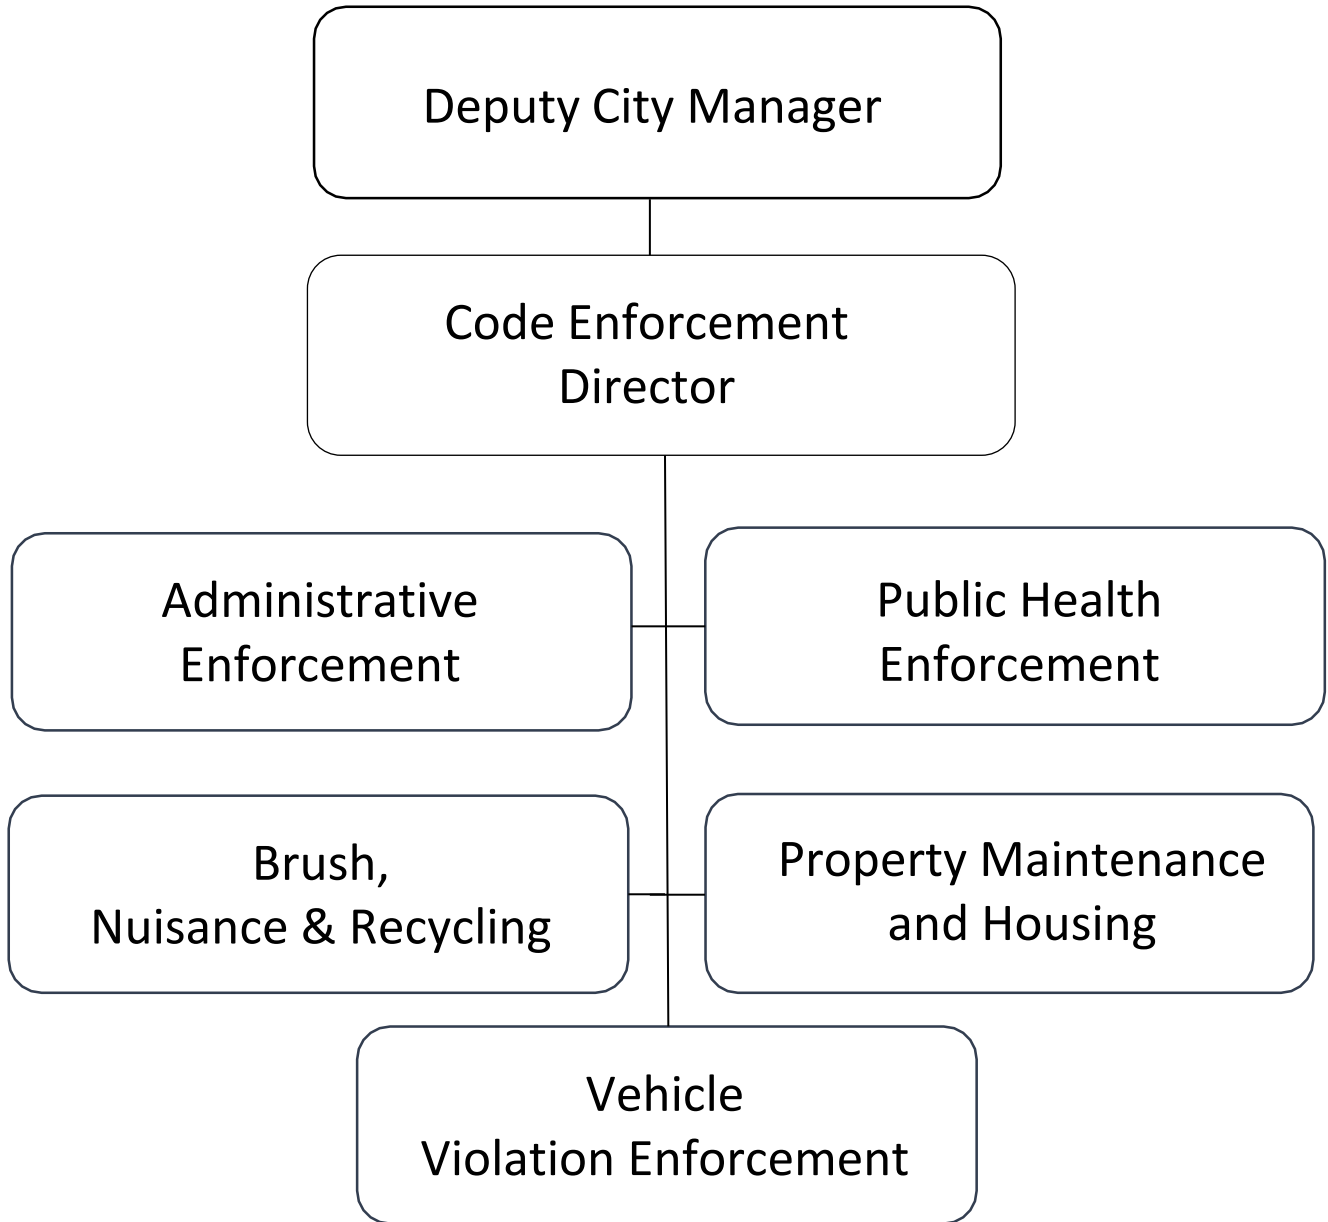 Deputy City Manager
Code Enforcement
Director
Administrative
Enforcement
Public Health
Enforcement
Brush,
Nuisance & Recycling
Property Maintenance
and Housing
Vehicle
Violation Enforcement